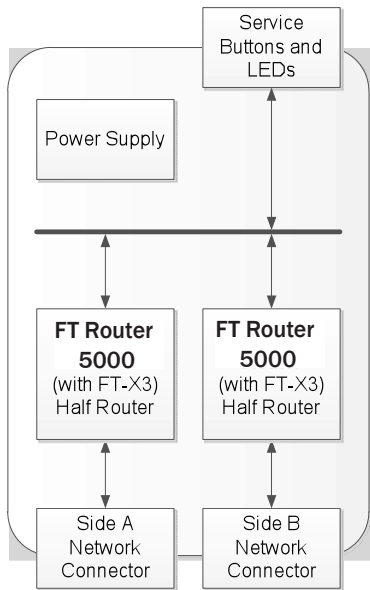 Service
Buttons and
LEDs
Power Supply
FT Router
5000
(with FT-X3)
Half Router
FT Router
5000
(with FT-X3)
Half Router
Side A
Network
Connector
Side B
Network
Connector